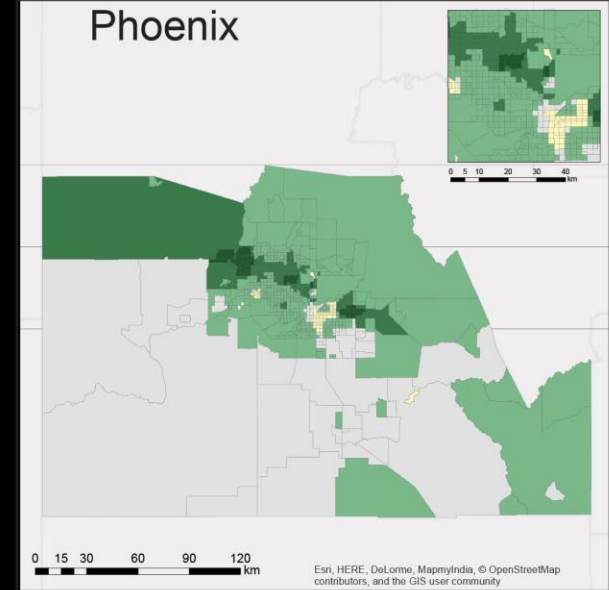 Phoenix
0 5 10 20 30 40
km
0 15 30 60 90 120
km
Esri, HERE, DeLorme, MapmyIndia, © OpenStreetMap
contributors, and the GIS user community